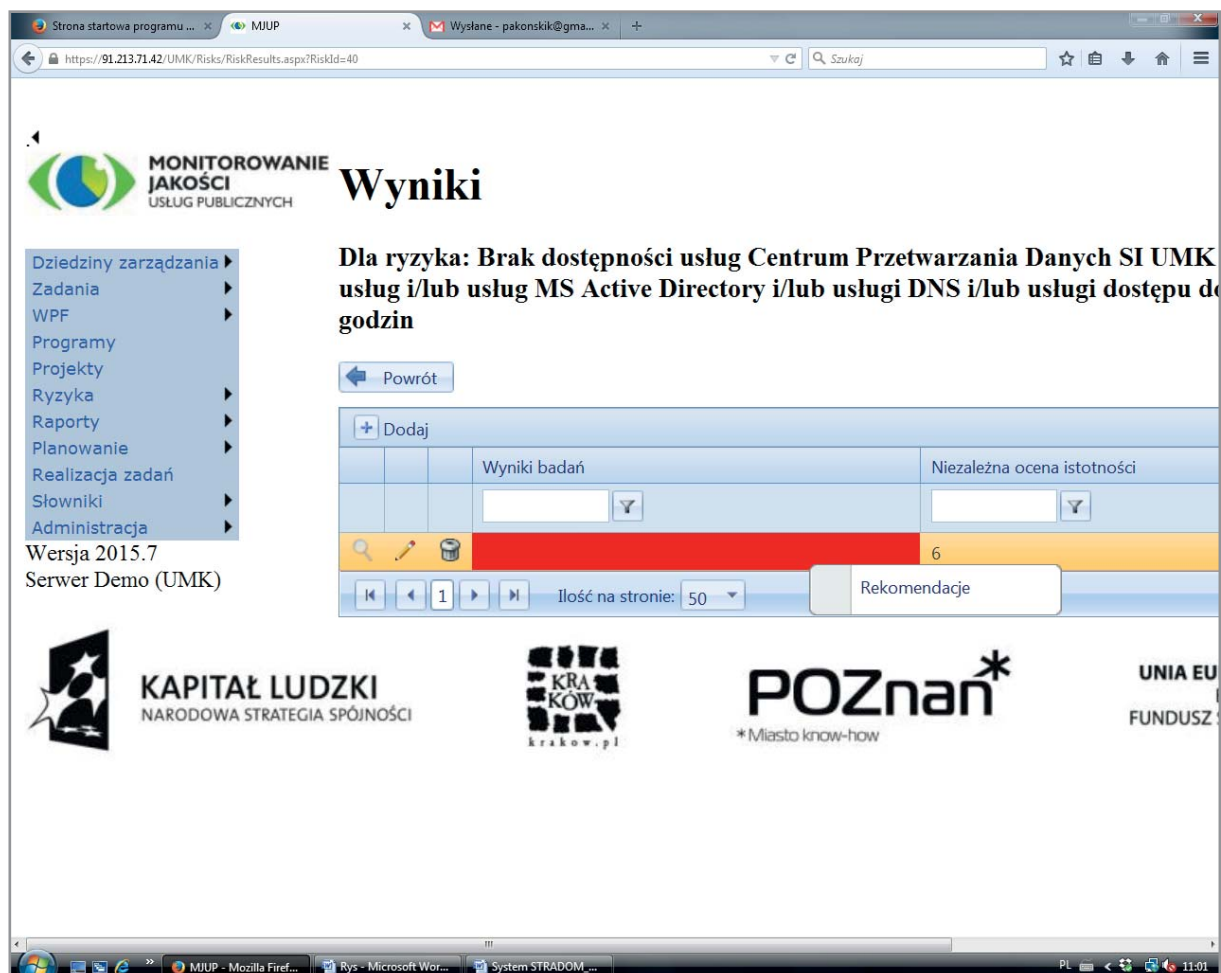 Strona startowa programu ...
MJUP
Wysłane - pakonskik@gma...
https://91.213.71.42/UMK/Risks/RiskResults.aspx?RiskId=40
Szukaj
MONITOROWANIE
JAKOŚCI
USŁUG PUBLICZNYCH
Wyniki
Dziedziny zarządzania
Zadania
WPF
Programy
Projekty
Ryzyka
Raporty
Planowanie
Realizacja zadań
Słowniki
Administracja
Wersja 2015.7
Serwer Demo (UMK)
Dla ryzyka: Brak dostępności usług Centrum Przetwarzania Danych SI UMK
usług i/lub usług MS Active Directory i/lub usługi DNS i/lub usługi dostępu do
godzin
Powrót
Dodaj
Wyniki badań Niezależna ocena istotności
6
1 Ilość na stronie: 50
Rekomendacje
KAPITAŁ LUDZKI
NARODOWA STRATEGIA SPÓJNOŚCI
KRA
KÓW
krakow.pl
POZnań*
*Miasto know-how
UNIA EU
FUNDUSZ
MJUP - Mozilla Firef...
Rys - Microsoft Wor...
System STRADOM_...
PL
11:01